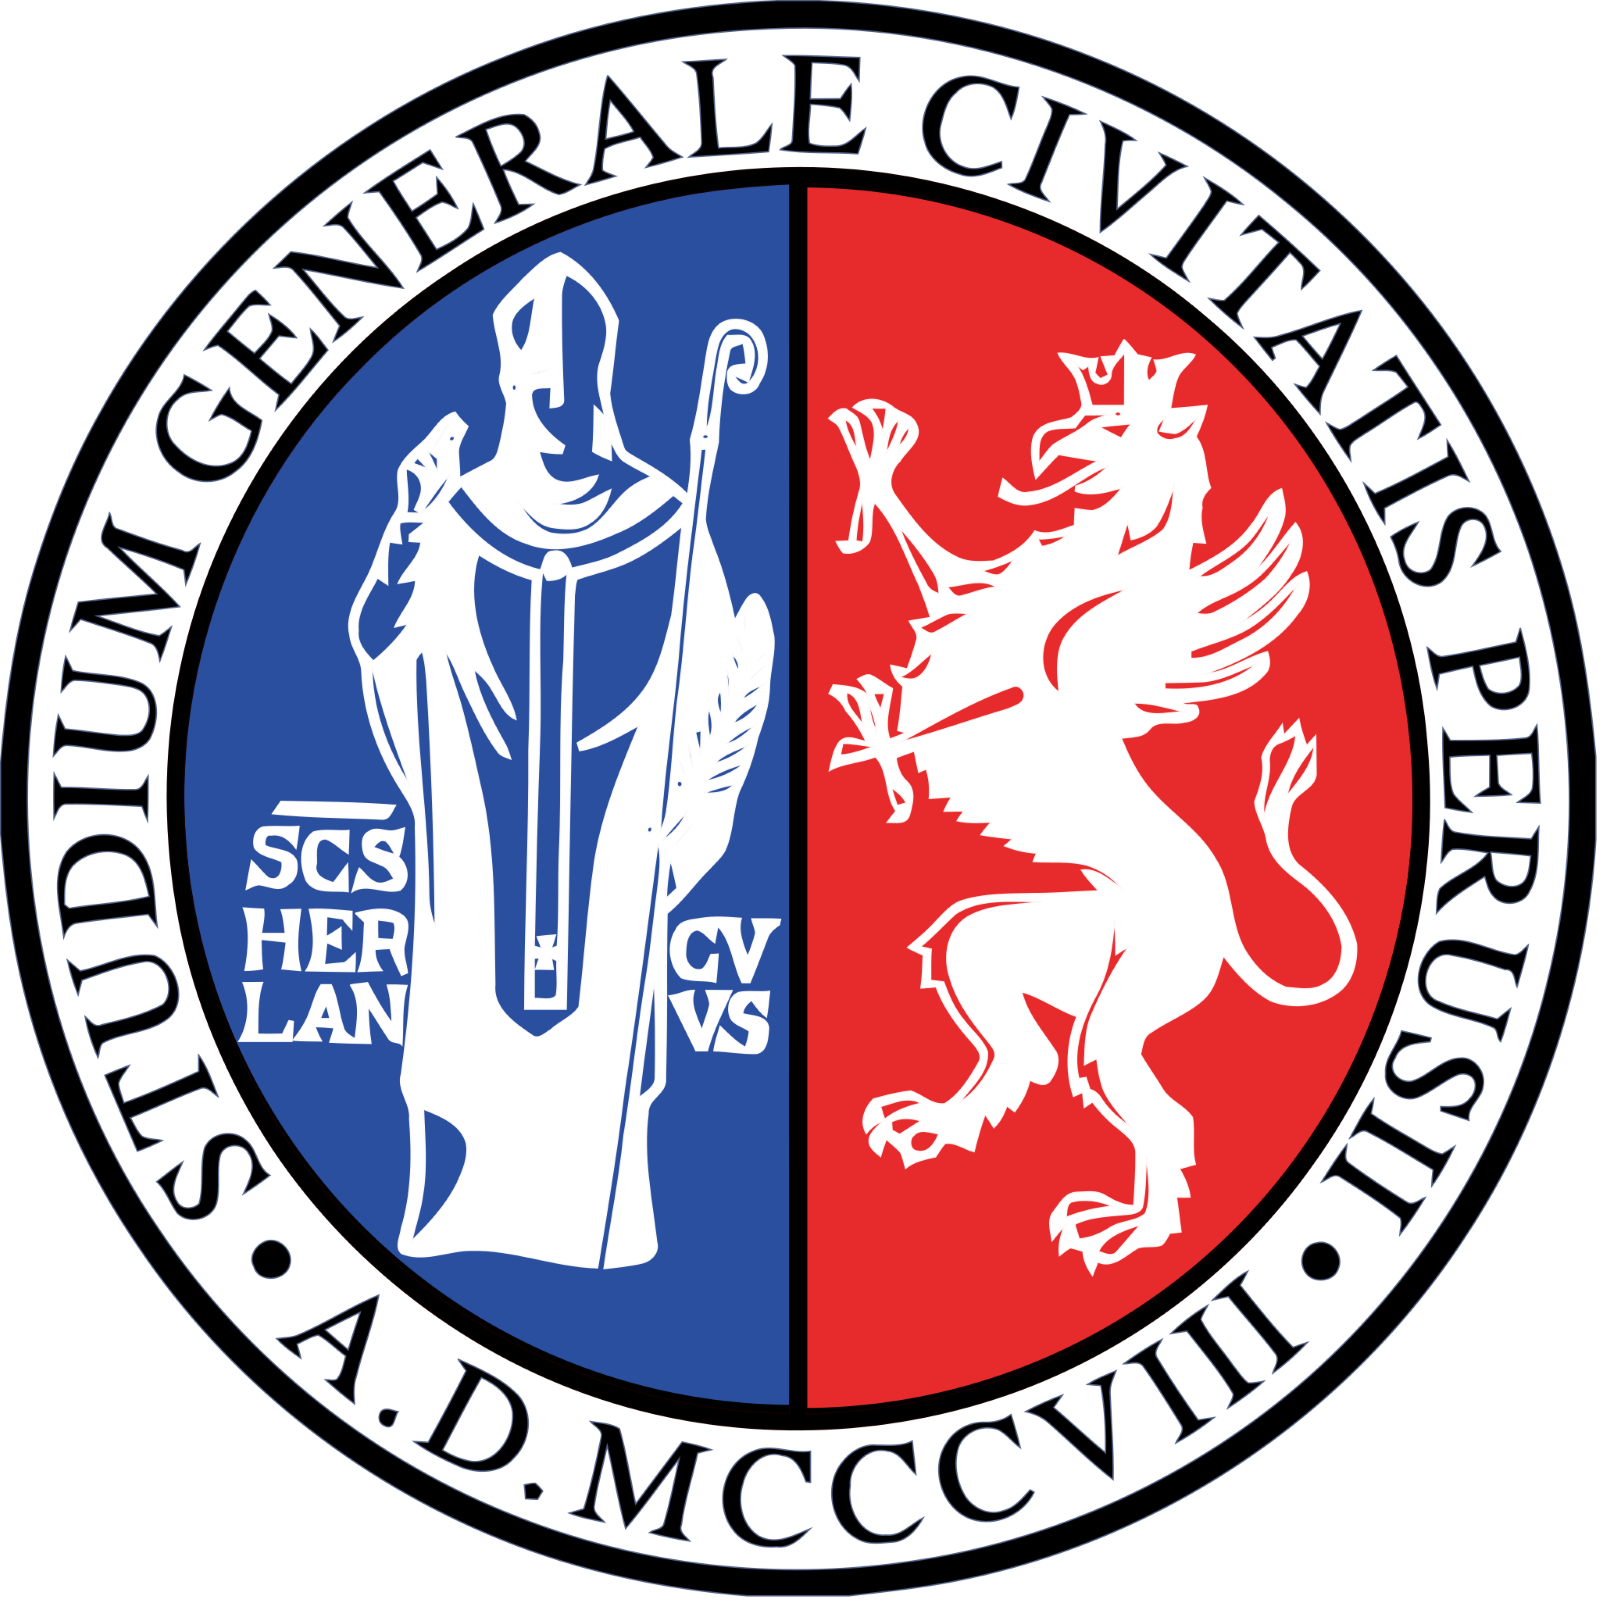 STUDIUM GENERALE CIVITATIS PERUSII
• A.D.MCCCVIII •
SCS
HER
LAN
CV
VS